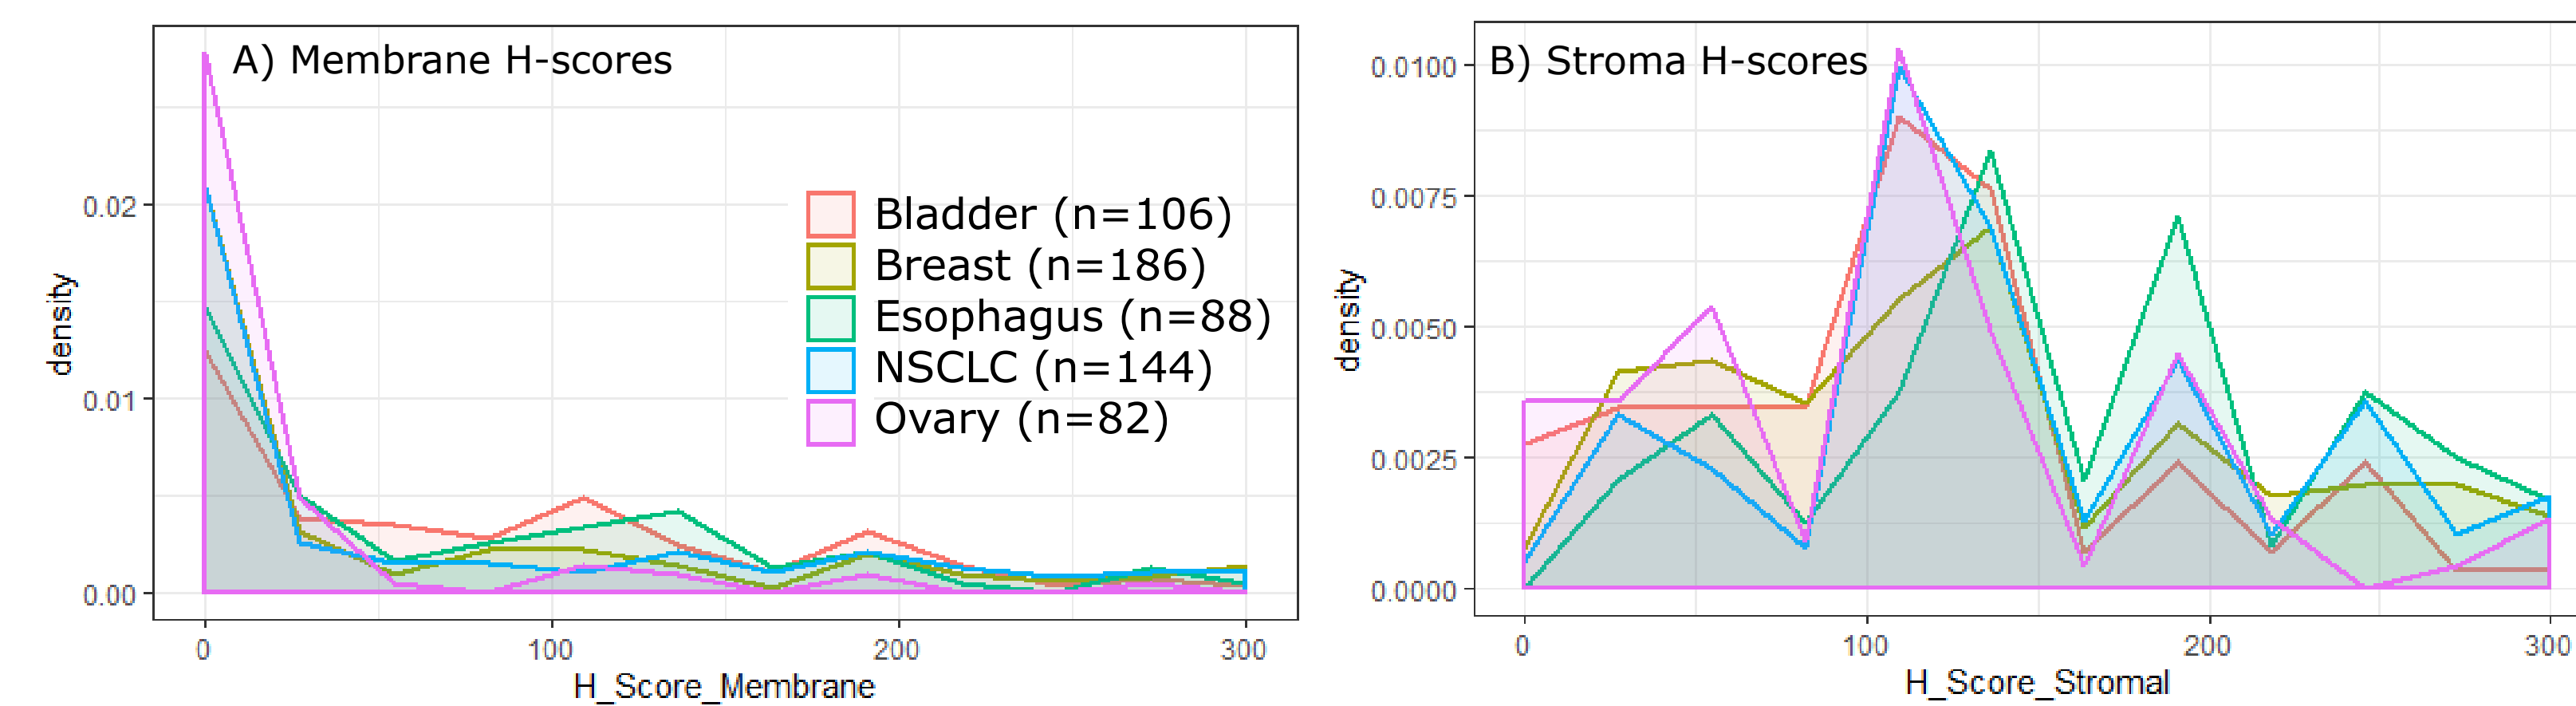 A) Membrane H-scores
density
0.02
0.01
0.00
0
100
200
300
H_Score_Membrane
Bladder (n=106)
Breast (n=186)
Esophagus (n=88)
NSCLC (n=144)
Ovary (n=82)
B) Stroma H-scores
density
0.0100
0.0075
0.0050
0.0025
0.0000
0
100
200
300
H_Score_Stromal